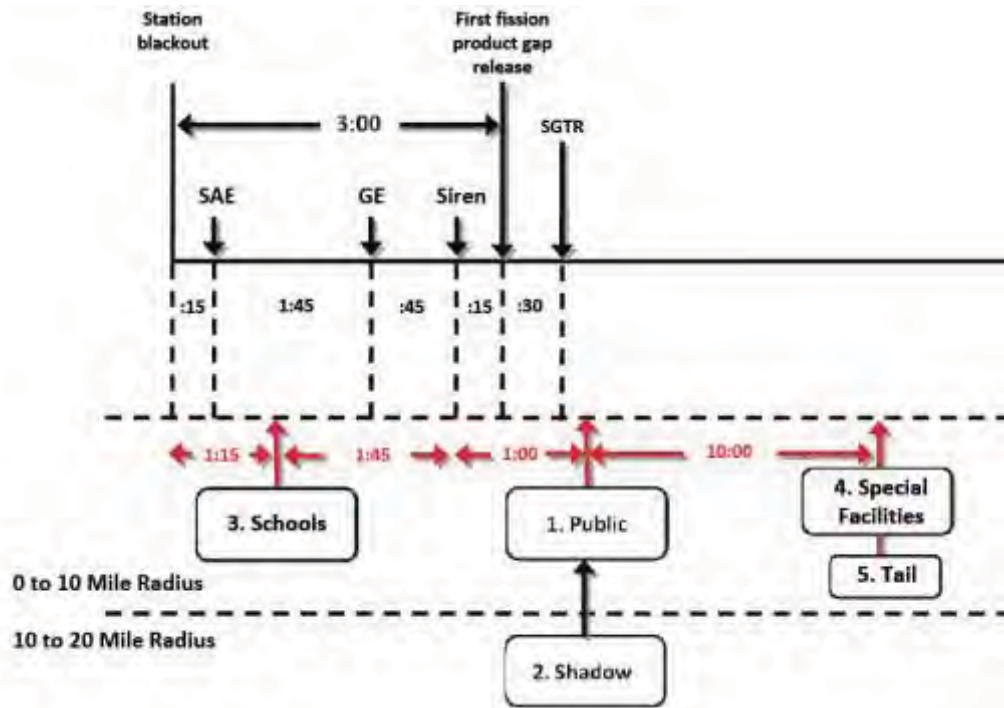 Station
blackout
First fission
product gap
release
3:00
SGTR
SAE
GE
Siren
:15
1:45
:45
:15
:30
1:15
1:45
1:00
10:00
3. Schools
1. Public
4. Special
Facilities
5. Tail
0 to 10 Mile Radius
10 to 20 Mile Radius
2. Shadow